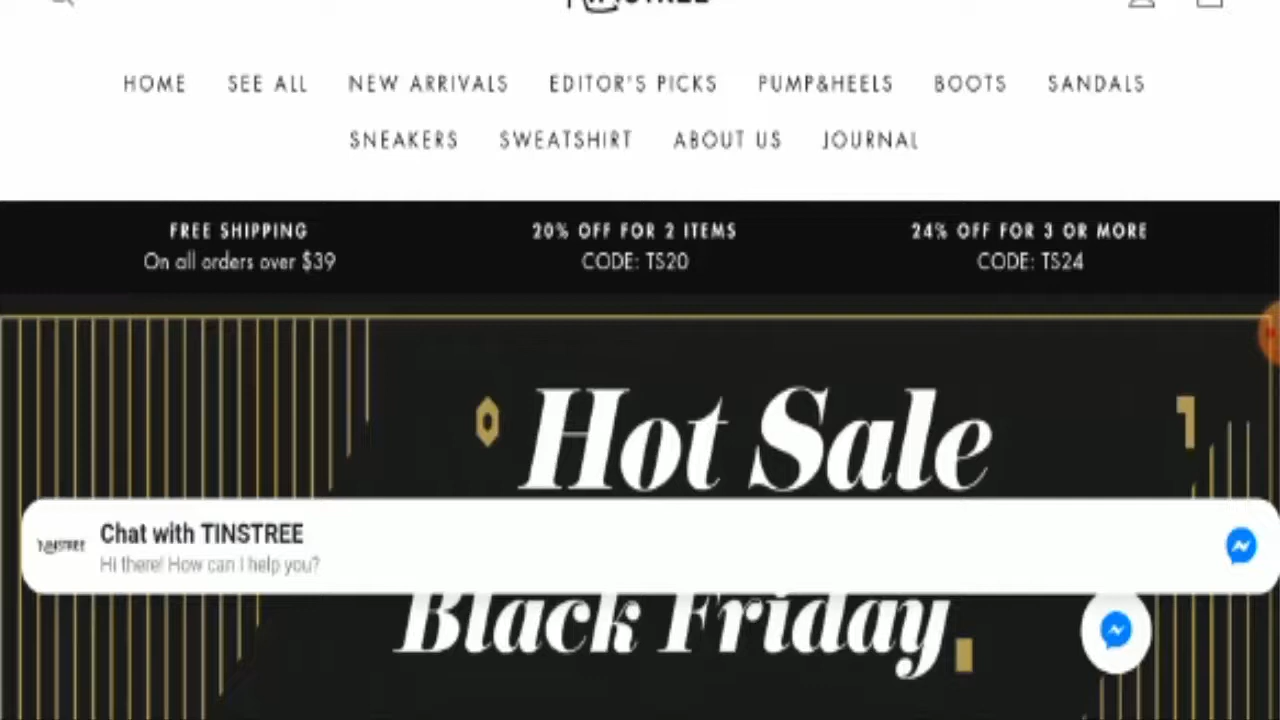 HOME SEE ALL NEW ARRIVALS EDITOR'S PICKS PUMP&HEELS BOOTS SANDALS
SNEAKERS SWEATSHIRT ABOUT US JOURNAL
FREE SHIPPING 20% OFF FOR 2 ITEMS 24% OFF FOR 3 OR MORE
On all orders over $39 CODE: TS20 CODE: TS24
Hot Sale
Chat with TINSTREE
TINSTREE
Hi there! How can I help you?
Black Friday